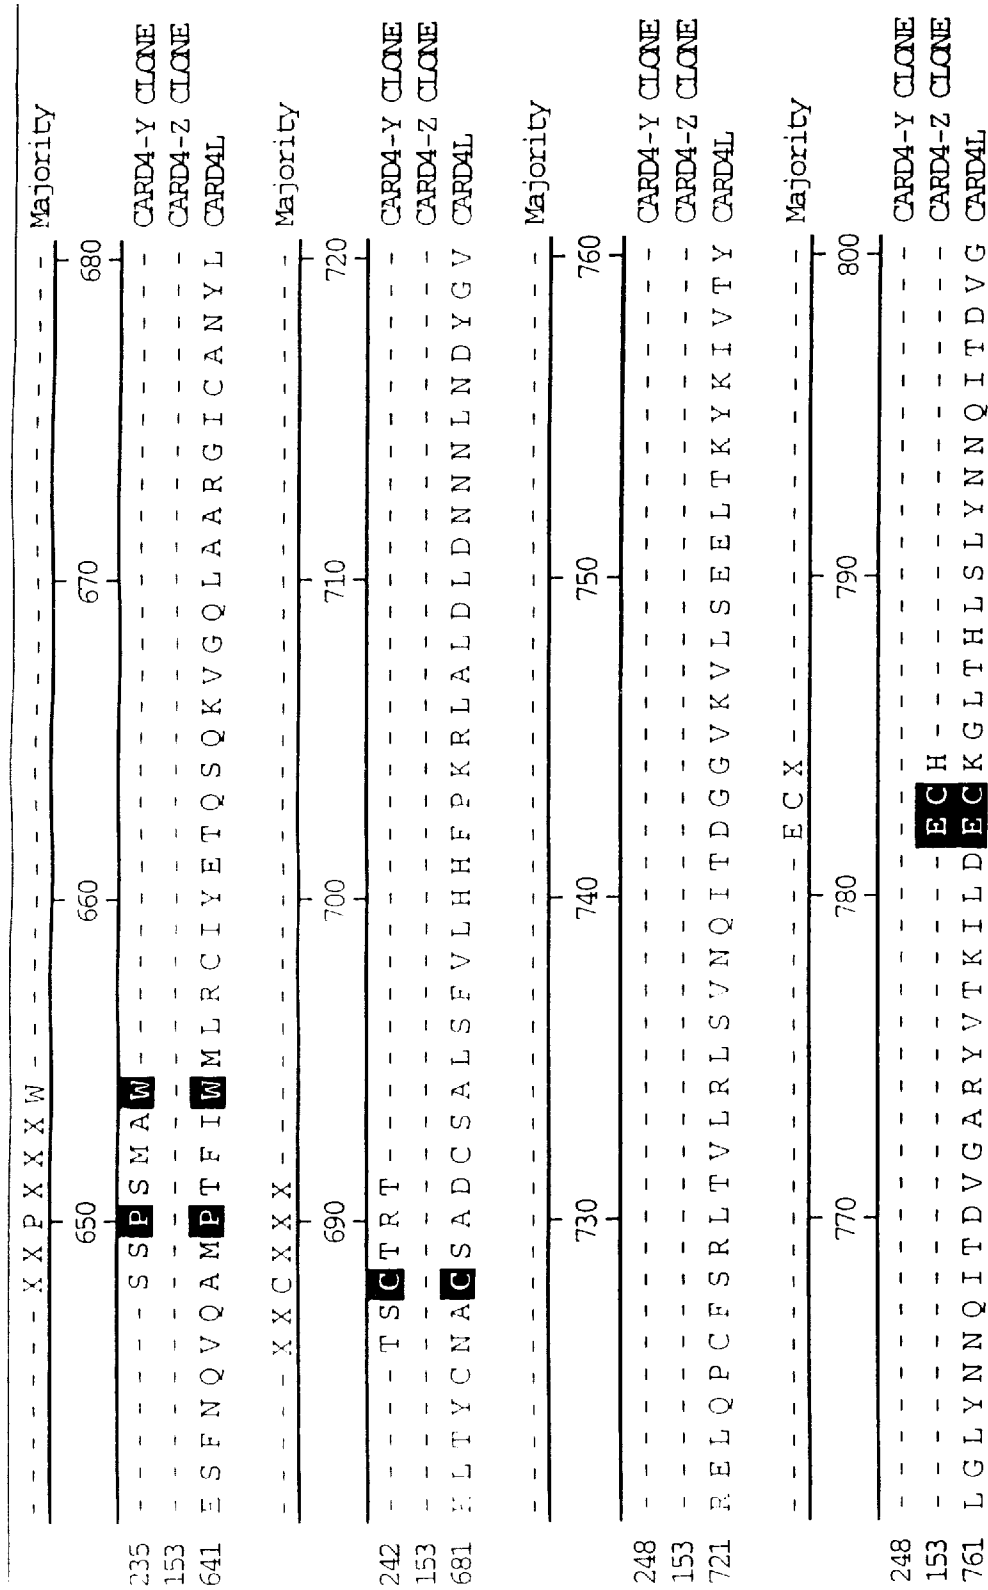 - - - - - - - X X P X X X W - - - - - - - - - - - - - - - - - - - - - - - - - - Majority
650 660 670 680
235 - - - - - - - S S P S M A W - - - - - - - - - - - - - - - - - - - - - - - - - - CARD4-Y CLONE
153 - - - - - - - - - - - - - - - - - - - - - - - - - - - - - - - - - - - - - - - - CARD4-Z CLONE
641 E S F N Q V Q A M P T F I W M L R C I Y E T Q S Q K V G Q L A A R G I C A N Y L CARD4L
- - - - - X X C X X X - - - - - - - - - - - - - - - - - - - - - - - - - - - - - Majority
690 700 710 720
242 - - - - - T S C T R T - - - - - - - - - - - - - - - - - - - - - - - - - - - - - CARD4-Y CLONE
153 - - - - - - - - - - - - - - - - - - - - - - - - - - - - - - - - - - - - - - - - CARD4-Z CLONE
681 K L T Y C N A C S A D C S A L S F V L H H F P K R L A L D L D N N N L N D Y G V CARD4L
- - - - - - - - - - - - - - - - - - - - - - - - - - - - - - - - - - - - - - - - Majority
730 740 750 760
248 - - - - - - - - - - - - - - - - - - - - - - - - - - - - - - - - - - - - - - - - CARD4-Y CLONE
153 - - - - - - - - - - - - - - - - - - - - - - - - - - - - - - - - - - - - - - - - CARD4-Z CLONE
721 R E L Q P C F S R L T V L R L S V N Q I T D G G V K V L S E E L T K Y K I V T Y CARD4L
- - - - - - - - - - - - - - - - - - - - - E C X - - - - - - - - - - - - - - - - Majority
770 780 790 800
248 - - - - - - - - - - - - - - - - - - - - - - - - - - - - - - - - - - - - - - - - CARD4-Y CLONE
153 - - - - - - - - - - - - - - - - - - - - - E C H - - - - - - - - - - - - - - - - CARD4-Z CLONE
761 L G L Y N N Q I T D V G A R Y V T K I L D E C K G L T H L S L Y N N Q I T D V G CARD4L